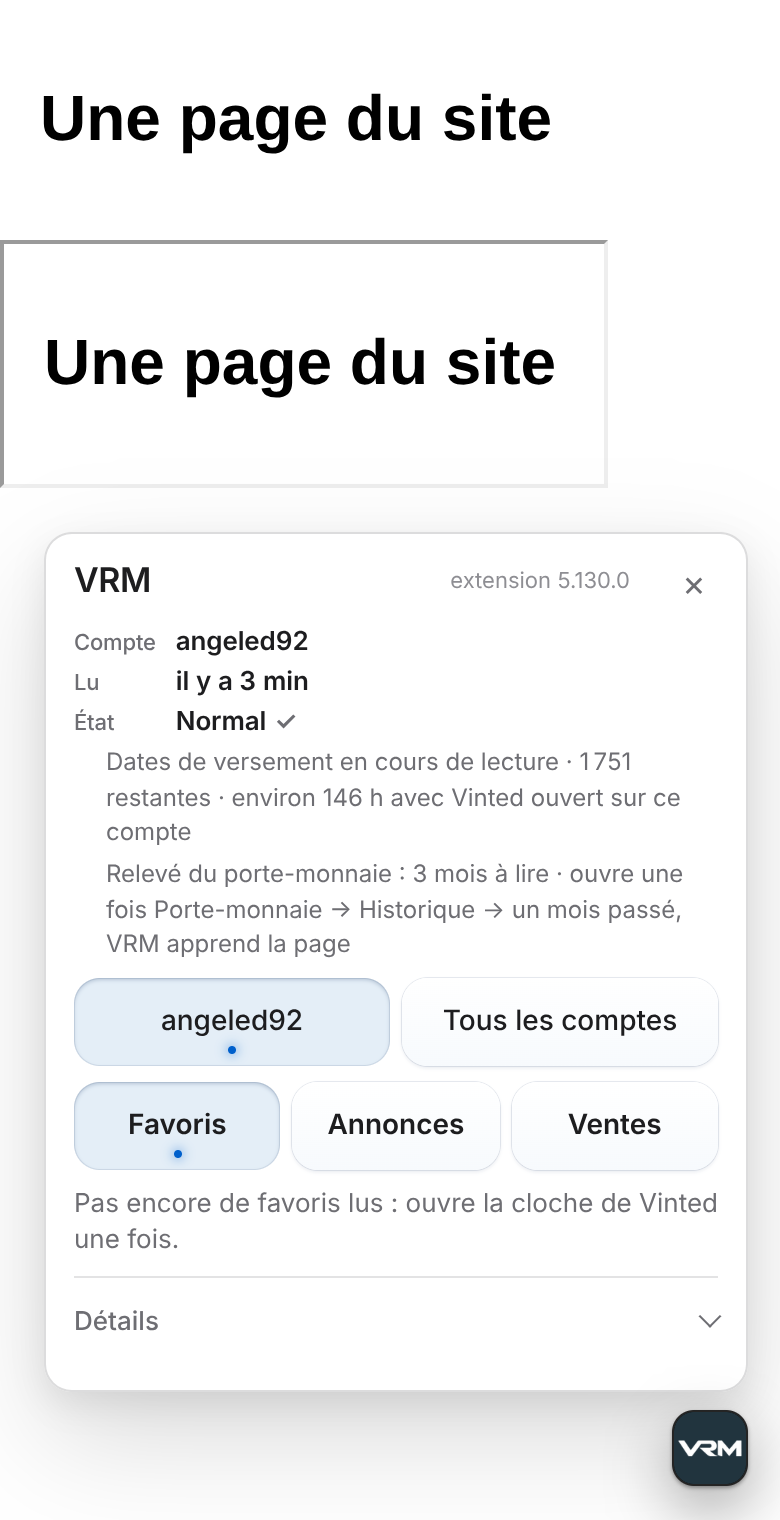 Une page du site
Une page du site
VRM
extension 5.130.0
Compte angeled92
Lu il y a 3 min
État Normal ✓
Dates de versement en cours de lecture · 1 751
restantes · environ 146 h avec Vinted ouvert sur ce
compte
Relevé du porte-monnaie : 3 mois à lire · ouvre une
fois Porte-monnaie → Historique → un mois passé,
VRM apprend la page
angeled92 Tous les comptes
Favoris Annonces Ventes
Pas encore de favoris lus : ouvre la cloche de Vinted
une fois.
Détails
VRM